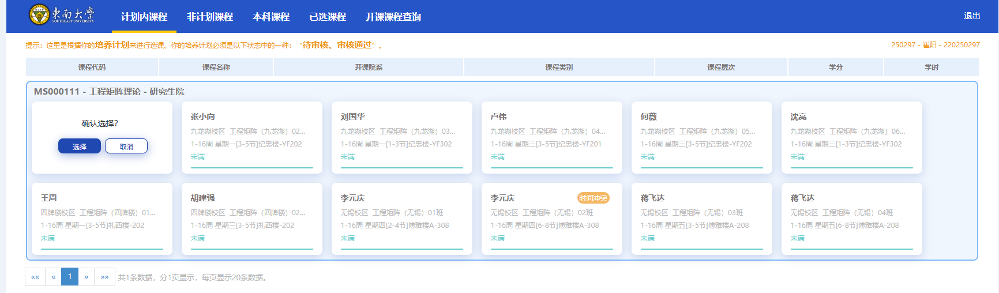 東南大學
SOUTHEAST UNIVERSITY
计划内课程 非计划课程 本科课程 已选课程 开课课程查询 退出
提示：这里是根据你的培养计划来进行选课。你的培养计划必须是以下状态中的一种：“待审核、审核通过”。 250297 - 崔阳 - 220250297
课程代码 课程名称 开课院系 课程类别 课程层次 学分 学时
MS000111 - 工程矩阵理论 - 研究生院
确认选择?
选择 取消
张小向
九龙湖校区 工程矩阵（九龙湖）02...
1-16周 星期一[3-5节]纪忠楼-YF202
未满
刘国华
九龙湖校区 工程矩阵（九龙湖）03...
1-16周 星期一[1-3节]纪忠楼-YF302
未满
卢伟
九龙湖校区 工程矩阵（九龙湖）04...
1-16周 星期三[3-5节]纪忠楼-YF201
未满
何薇
九龙湖校区 工程矩阵（九龙湖）05...
1-16周 星期三[3-5节]纪忠楼-YF202
未满
沈亮
九龙湖校区 工程矩阵（九龙湖）06...
1-16周 星期三[1-3节]纪忠楼-YF302
未满
王周
四牌楼校区 工程矩阵（四牌楼）01...
1-16周 星期一[3-5节]礼西楼-202
未满
胡建强
四牌楼校区 工程矩阵（四牌楼）02...
1-16周 星期三[3-5节]礼西楼-202
未满
李元庆
无锡校区 工程矩阵（无锡）01班
1-16周 星期四[2-4节]博雅楼A-308
未满
李元庆 时间冲突
无锡校区 工程矩阵（无锡）02班
1-16周 星期四[6-8节]博雅楼A-308
未满
蒋飞达
无锡校区 工程矩阵（无锡）03班
1-16周 星期五[3-5节]博雅楼A-208
未满
蒋飞达
无锡校区 工程矩阵（无锡）04班
1-16周 星期五[6-8节]博雅楼A-208
未满
«« « 1 » »» 共1条数据，分1页显示，每页显示20条数据。